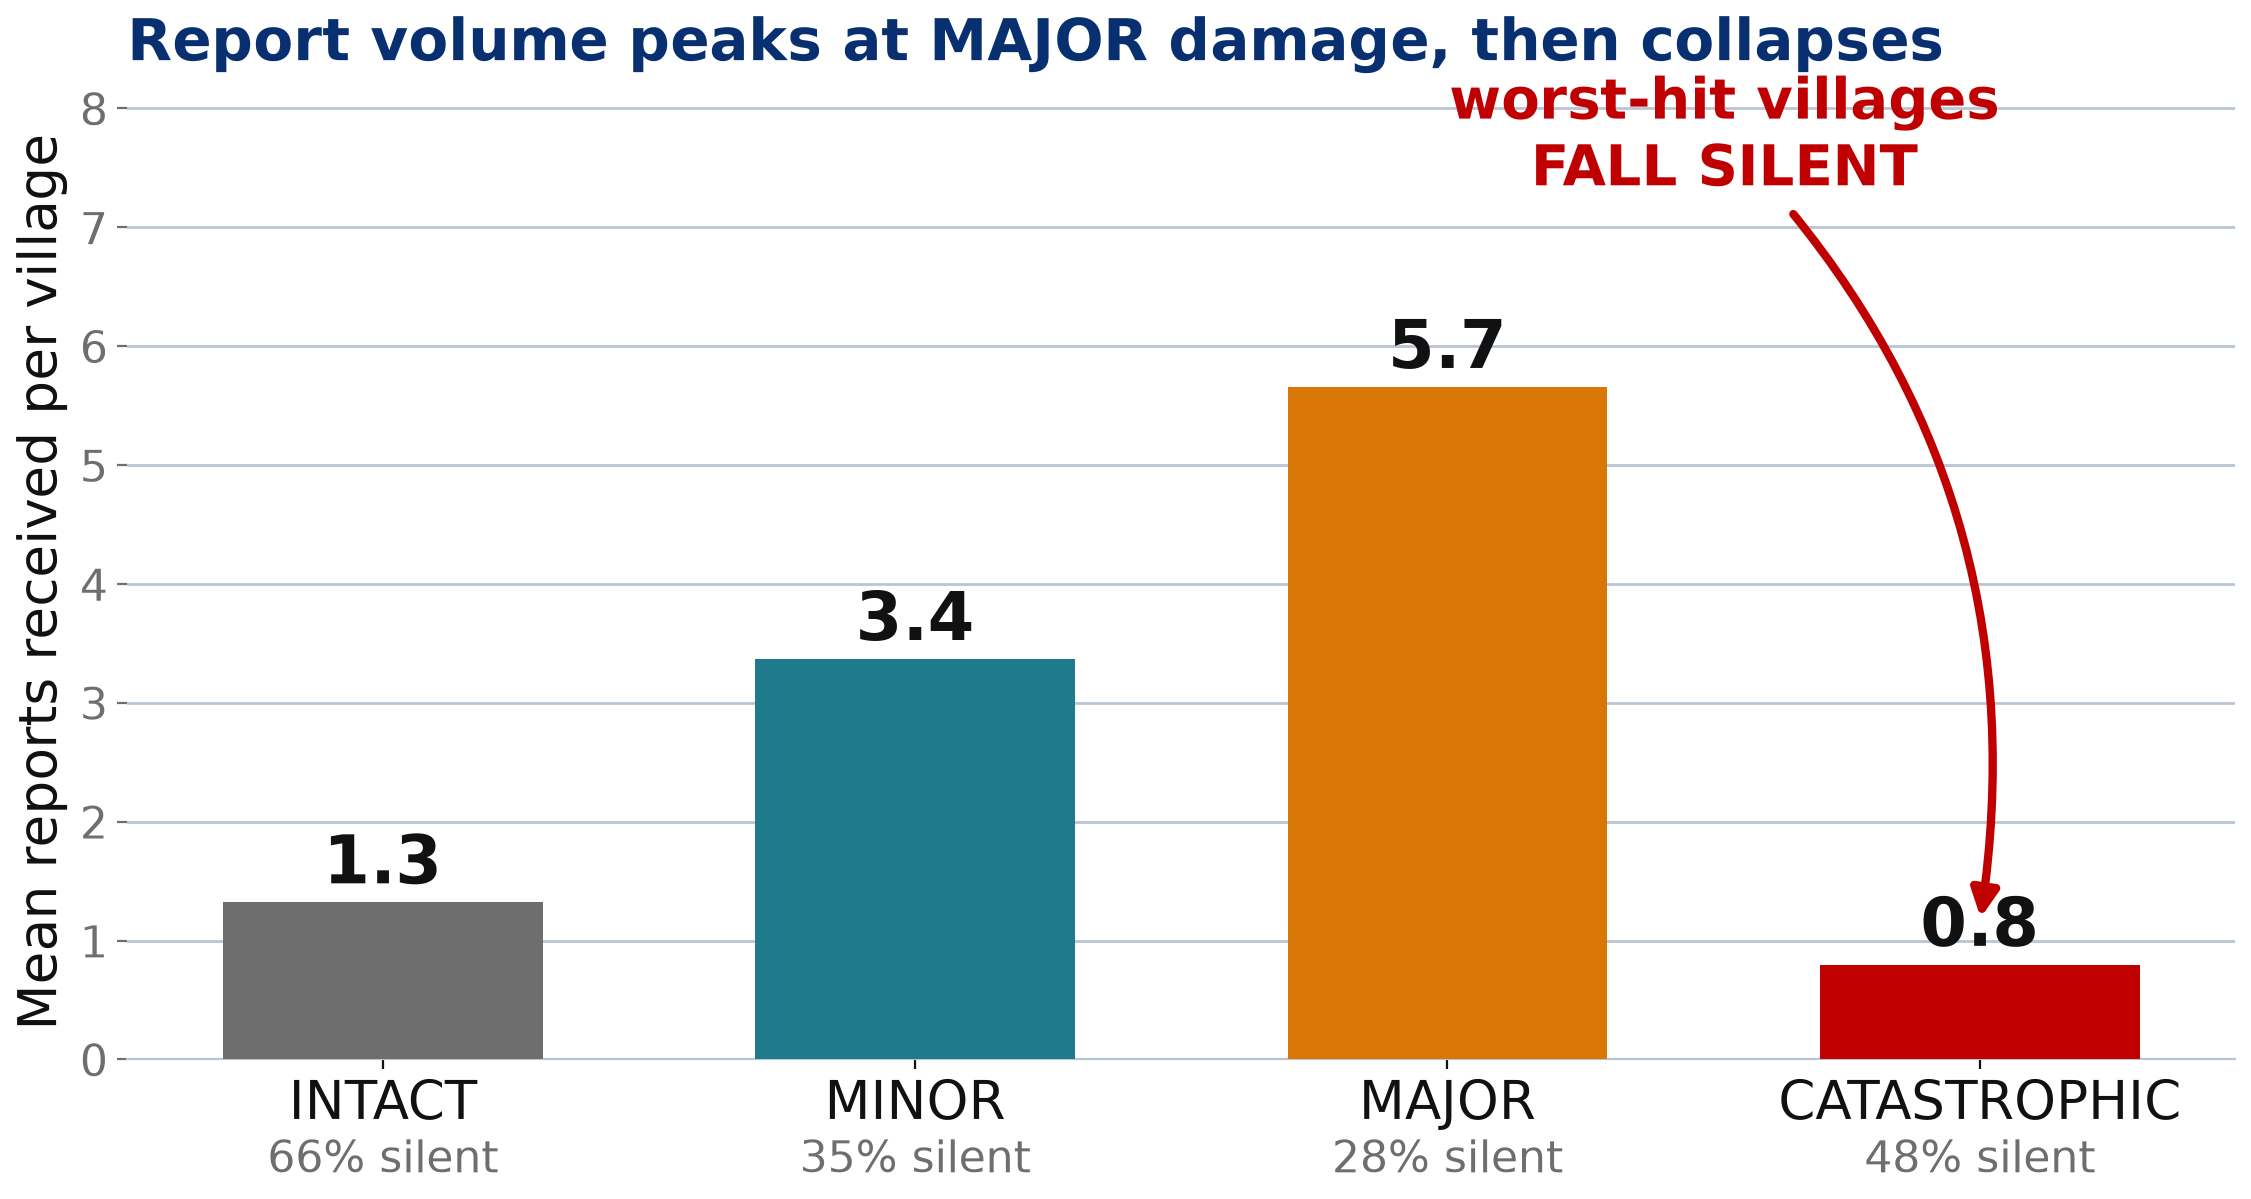 Report volume peaks at MAJOR damage, then collapses
worst-hit villages
FALL SILENT
Mean reports received per village
8
7
6
5
4
3
2
1
0
1.3
3.4
5.7
0.8
INTACT
66% silent
MINOR
35% silent
MAJOR
28% silent
CATASTROPHIC
48% silent